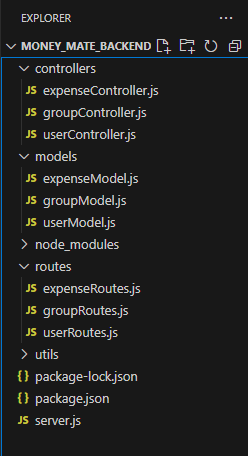 EXPLORER
MONEY_MATE_BACKEND
controllers
JS expenseController.js
JS groupController.js
JS userController.js
models
JS expenseModel.js
JS groupModel.js
JS userModel.js
node_modules
routes
JS expenseRoutes.js
JS groupRoutes.js
JS userRoutes.js
utils
{} package-lock.json
{} package.json
JS server.js